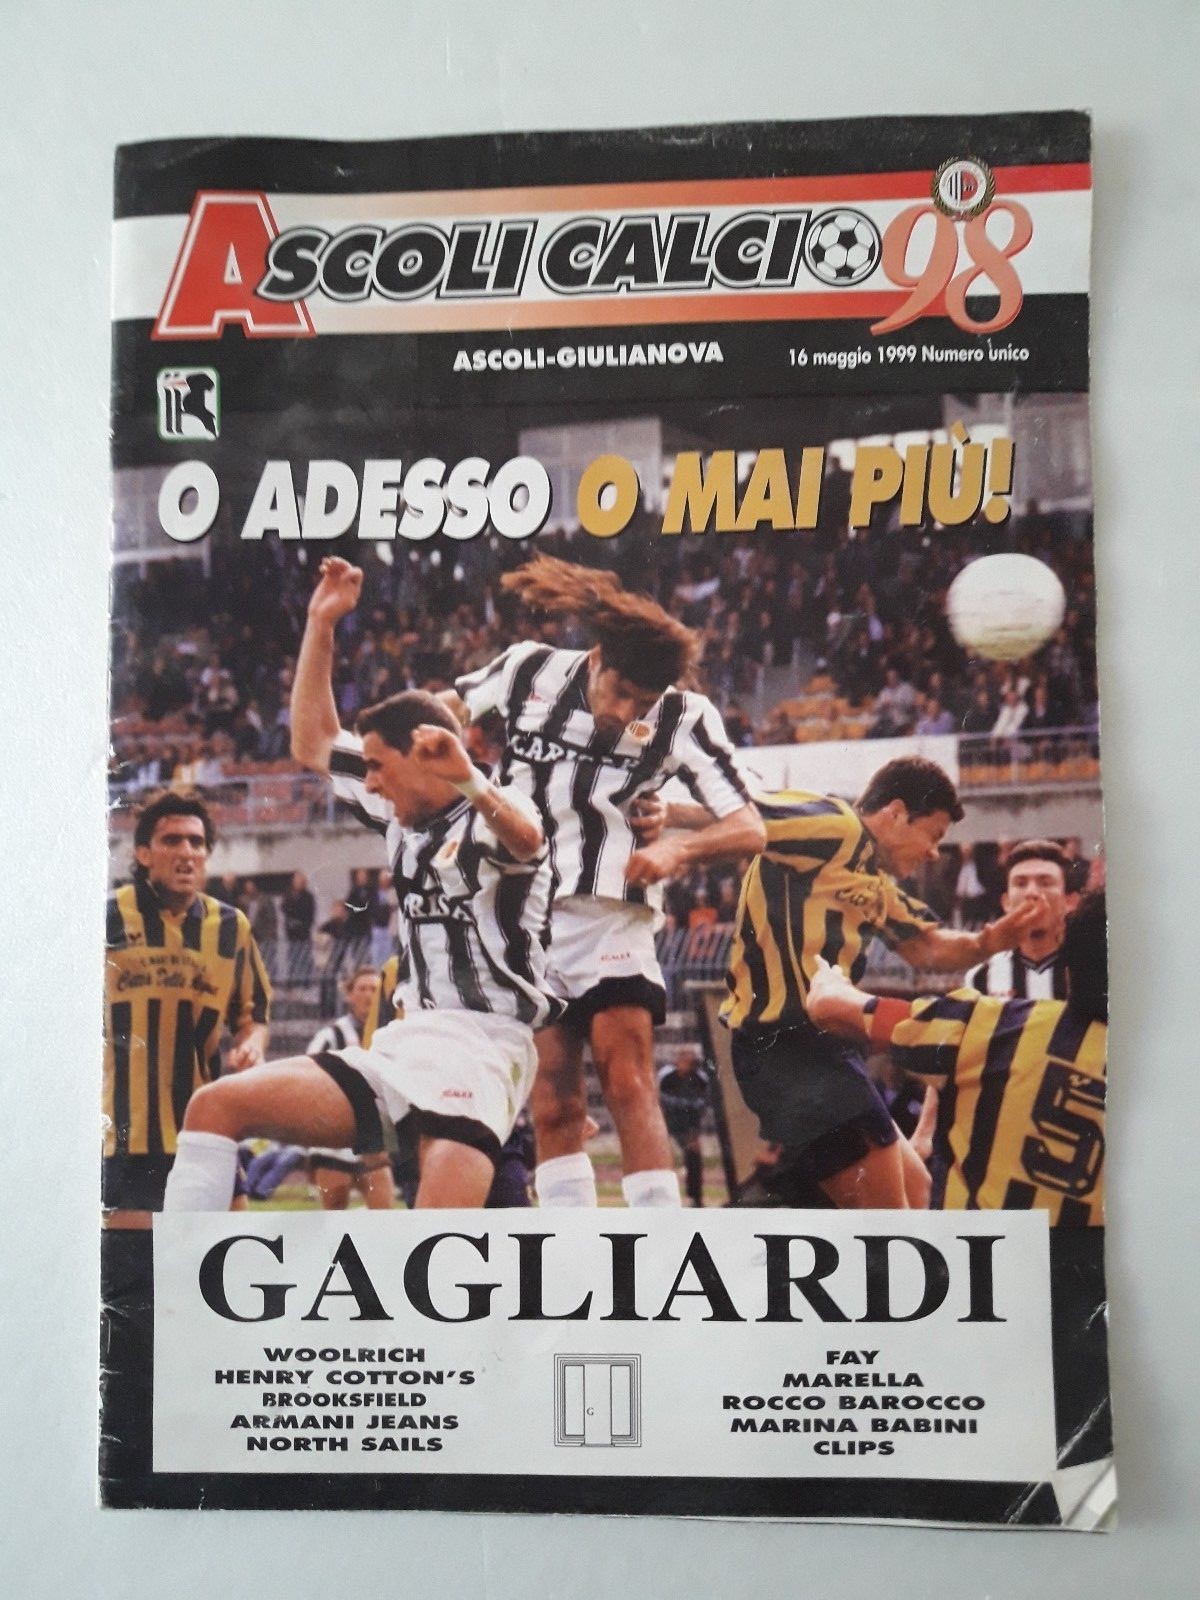 ASCOLI CALCIO 98
ASCOLI-GIULIANOVA
16 maggio 1999 Numero unico
O ADESSO O MAI PIÙ!
GAGLIARDI
WOOLRICH
HENRY COTTON'S
BROOKSFIELD
ARMANI JEANS
NORTH SAILS
G
FAY
MARELLA
ROCCO BAROCCO
MARINA BABINI
CLIPS